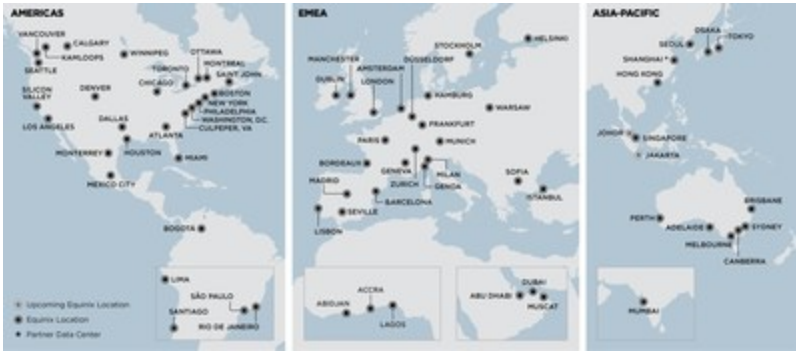 AMERICAS
VANCOUVER
CALGARY
KAMLOOPS
SEATTLE
WINNIPEG
OTTAWA
TORONTO
MONTREAL
CHICAGO
SAINT JOHN
SILICON
VALLEY
DENVER
BOSTON
NEW YORK
PHILADELPHIA
WASHINGTON, D.C.
CULPEPER, VA
LOS ANGELES
DALLAS
ATLANTA
MONTERREY
HOUSTON
MIAMI
MEXICO CITY
BOGOTÁ
LIMA
SÃO PAULO
SANTIAGO
RIO DE JANEIRO
Upcoming Equinix Location
Equinix Location
Partner Data Center
EMEA
HELSINKI
STOCKHOLM
MANCHESTER
DÜSSELDORF
AMSTERDAM
DUBLIN
LONDON
HAMBURG
WARSAW
FRANKFURT
PARIS
MUNICH
BORDEAUX
GENEVA
MILAN
ZURICH
GENOA
MADRID
SOFIA
ISTANBUL
BARCELONA
SEVILLE
LISBON
ACCRA
ABIDJAN
LAGOS
DUBAI
ABU DHABI
MUSCAT
ASIA-PACIFIC
OSAKA
SEOUL
TOKYO
SHANGHAI *
HONG KONG
JOHOR
SINGAPORE
JAKARTA
BRISBANE
PERTH
ADELAIDE
SYDNEY
MELBOURNE
CANBERRA
MUMBAI